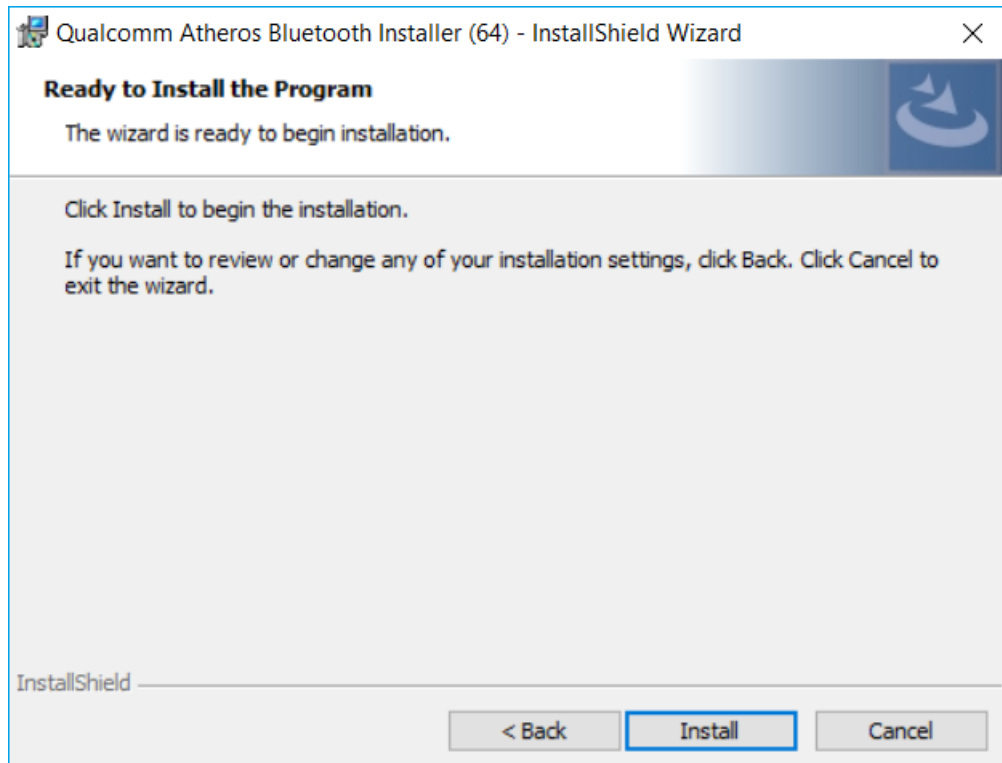 Qualcomm Atheros Bluetooth Installer (64) - InstallShield Wizard
Ready to Install the Program
The wizard is ready to begin installation.
Click Install to begin the installation.
If you want to review or change any of your installation settings, click Back. Click Cancel to
exit the wizard.
InstallShield
< Back Install Cancel